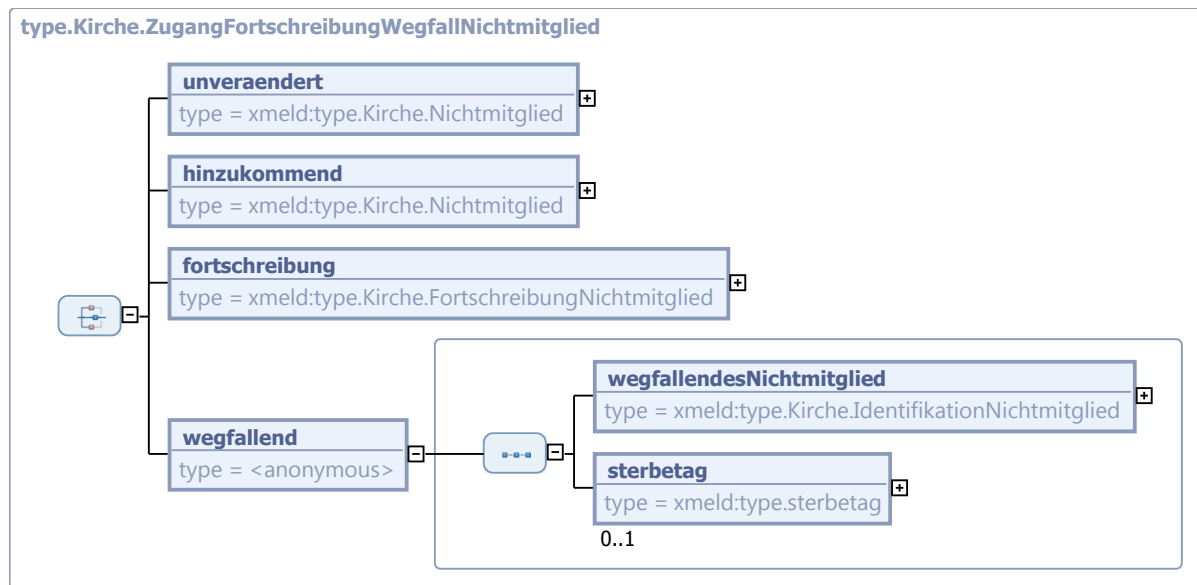 type.Kirche.ZugangFortschreibungWegfallNichtmitglied
unveraendert
type = xmeld:type.Kirche.Nichtmitglied
hinzukommend
type = xmeld:type.Kirche.Nichtmitglied
fortschreibung
type = xmeld:type.Kirche.FortschreibungNichtmitglied
wegfallend
type = <anonymous>
wegfallendesNichtmitglied
type = xmeld:type.Kirche.IdentifikationNichtmitglied
sterbetag
type = xmeld:type.sterbetag
0..1